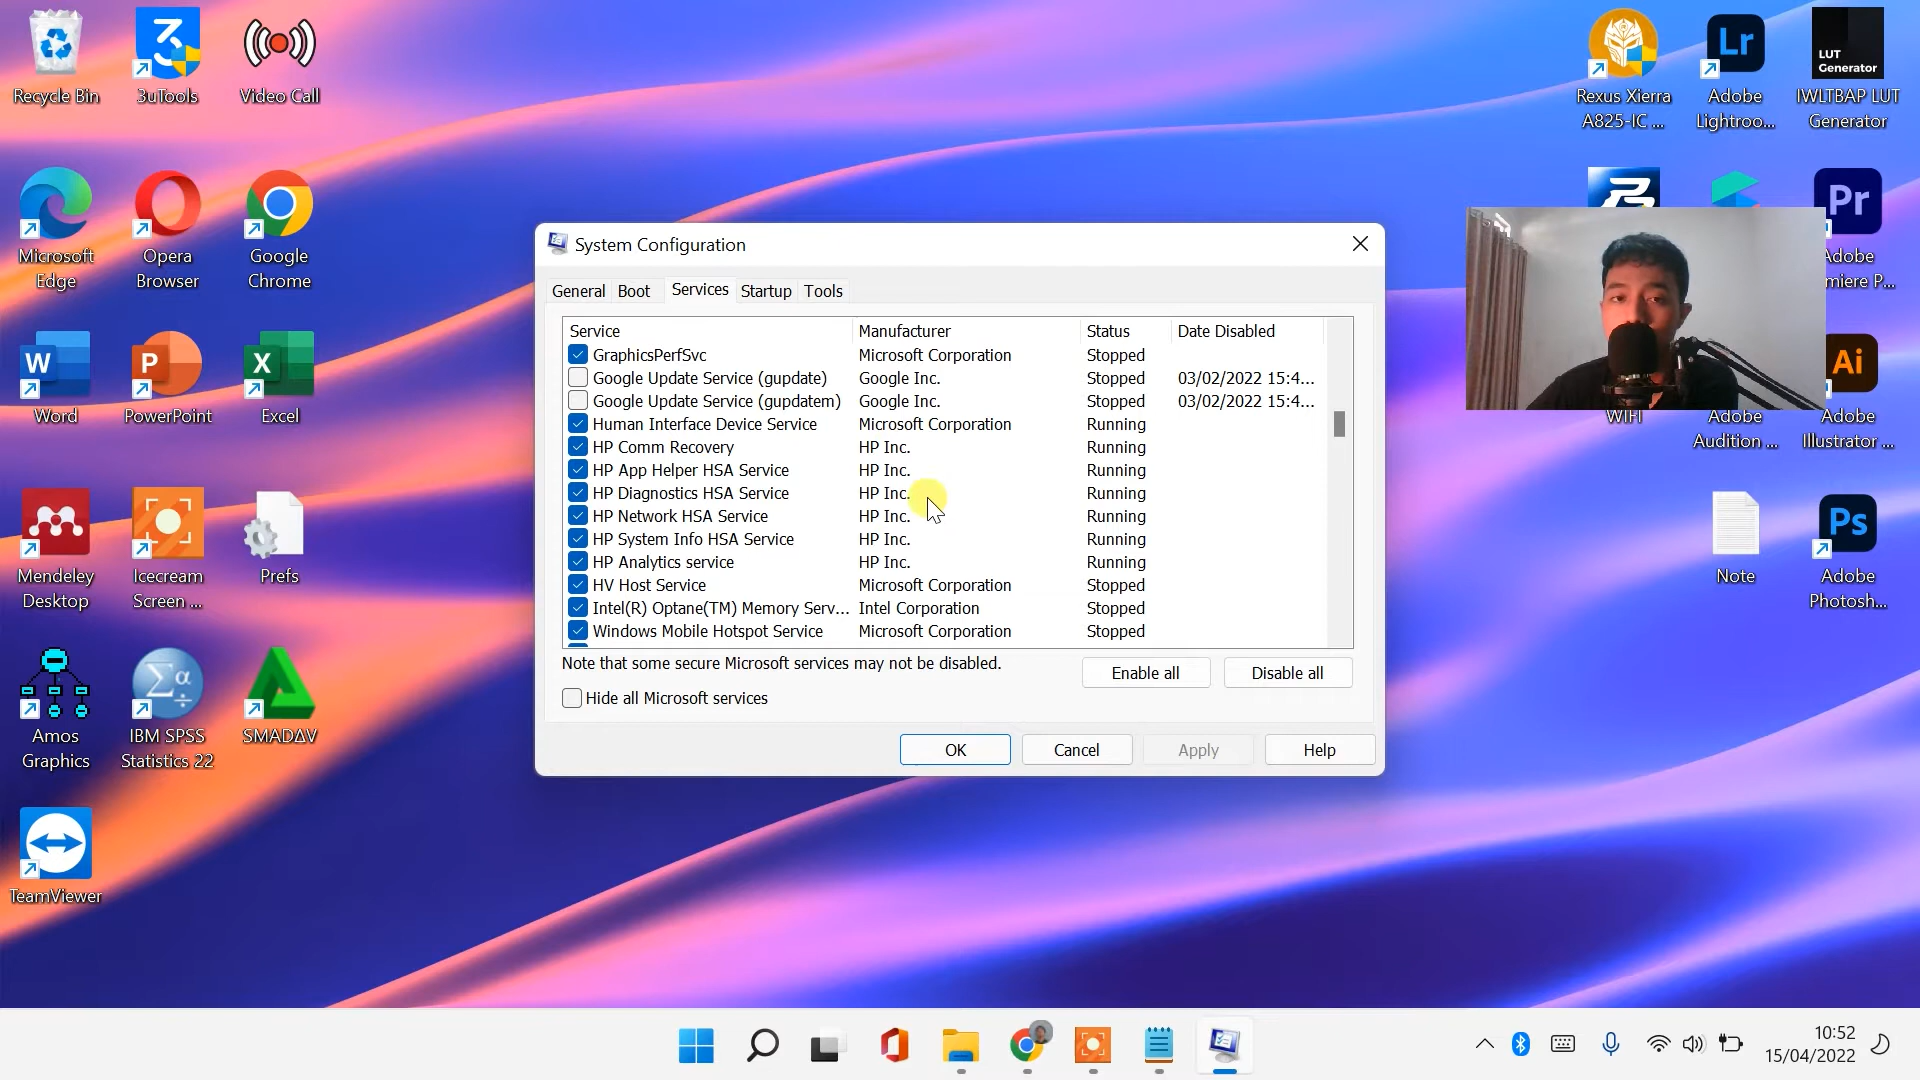 Recycle Bin
3uTools
Video Call
Rexus Xierra
A825-IC ...
Lr
Adobe
Lightroo...
LUT
Generator
IWLTBAP LUT
Generator
Microsoft
Edge
Opera
Browser
Google
Chrome
Pr
Adobe
miere P...
System Configuration
General
Boot
Services
Startup
Tools
Service
Manufacturer
Status
Date Disabled
GraphicsPerfSvc
Microsoft Corporation
Stopped
Google Update Service (gupdate)
Google Inc.
Stopped
03/02/2022 15:4...
Google Update Service (gupdatem)
Google Inc.
Stopped
03/02/2022 15:4...
Human Interface Device Service
Microsoft Corporation
Running
HP Comm Recovery
HP Inc.
Running
HP App Helper HSA Service
HP Inc.
Running
HP Diagnostics HSA Service
HP Inc.
Running
HP Network HSA Service
HP Inc.
Running
HP System Info HSA Service
HP Inc.
Running
HP Analytics service
HP Inc.
Running
HV Host Service
Microsoft Corporation
Stopped
Intel(R) Optane(TM) Memory Serv...
Intel Corporation
Stopped
Windows Mobile Hotspot Service
Microsoft Corporation
Stopped
Note that some secure Microsoft services may not be disabled.
Enable all
Disable all
Hide all Microsoft services
OK
Cancel
Apply
Help
W
Word
P
PowerPoint
X
Excel
WIFI
Adobe
Audition ...
Ai
Adobe
Illustrator ...
Mendeley
Desktop
Icecream
Screen ...
Prefs
Note
Ps
Adobe
Photosh...
Amos
Graphics
Σα
IBM SPSS
Statistics 22
SMADΔV
TeamViewer
10:52
15/04/2022